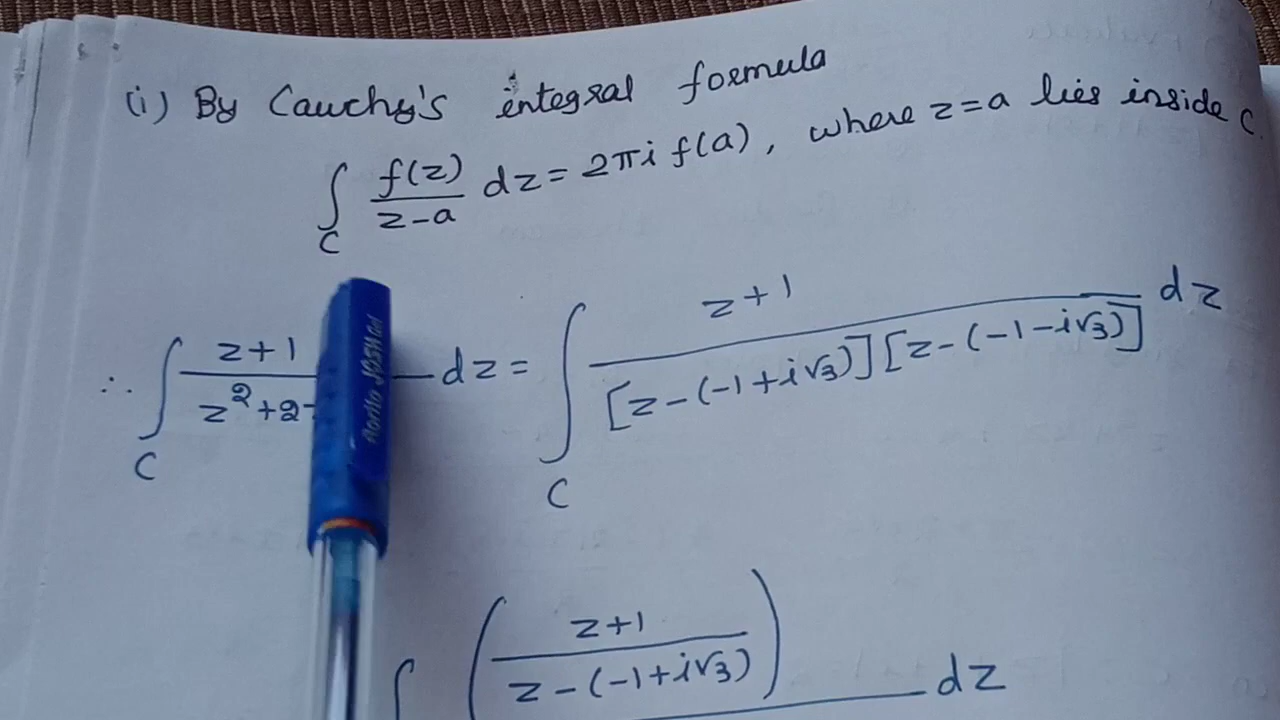 (i) By Cauchy's integral formula
∫_C f(z)/(z-a) dz = 2πi f(a), where z=a lies inside C.
∴ ∫_C (z+1)/(z²+2 dz = ∫_C (z+1)/([z-(-1+i√3)][z-(-1-i√3)]) dz
∫ ((z+1)/(z-(-1+i√3))) dz